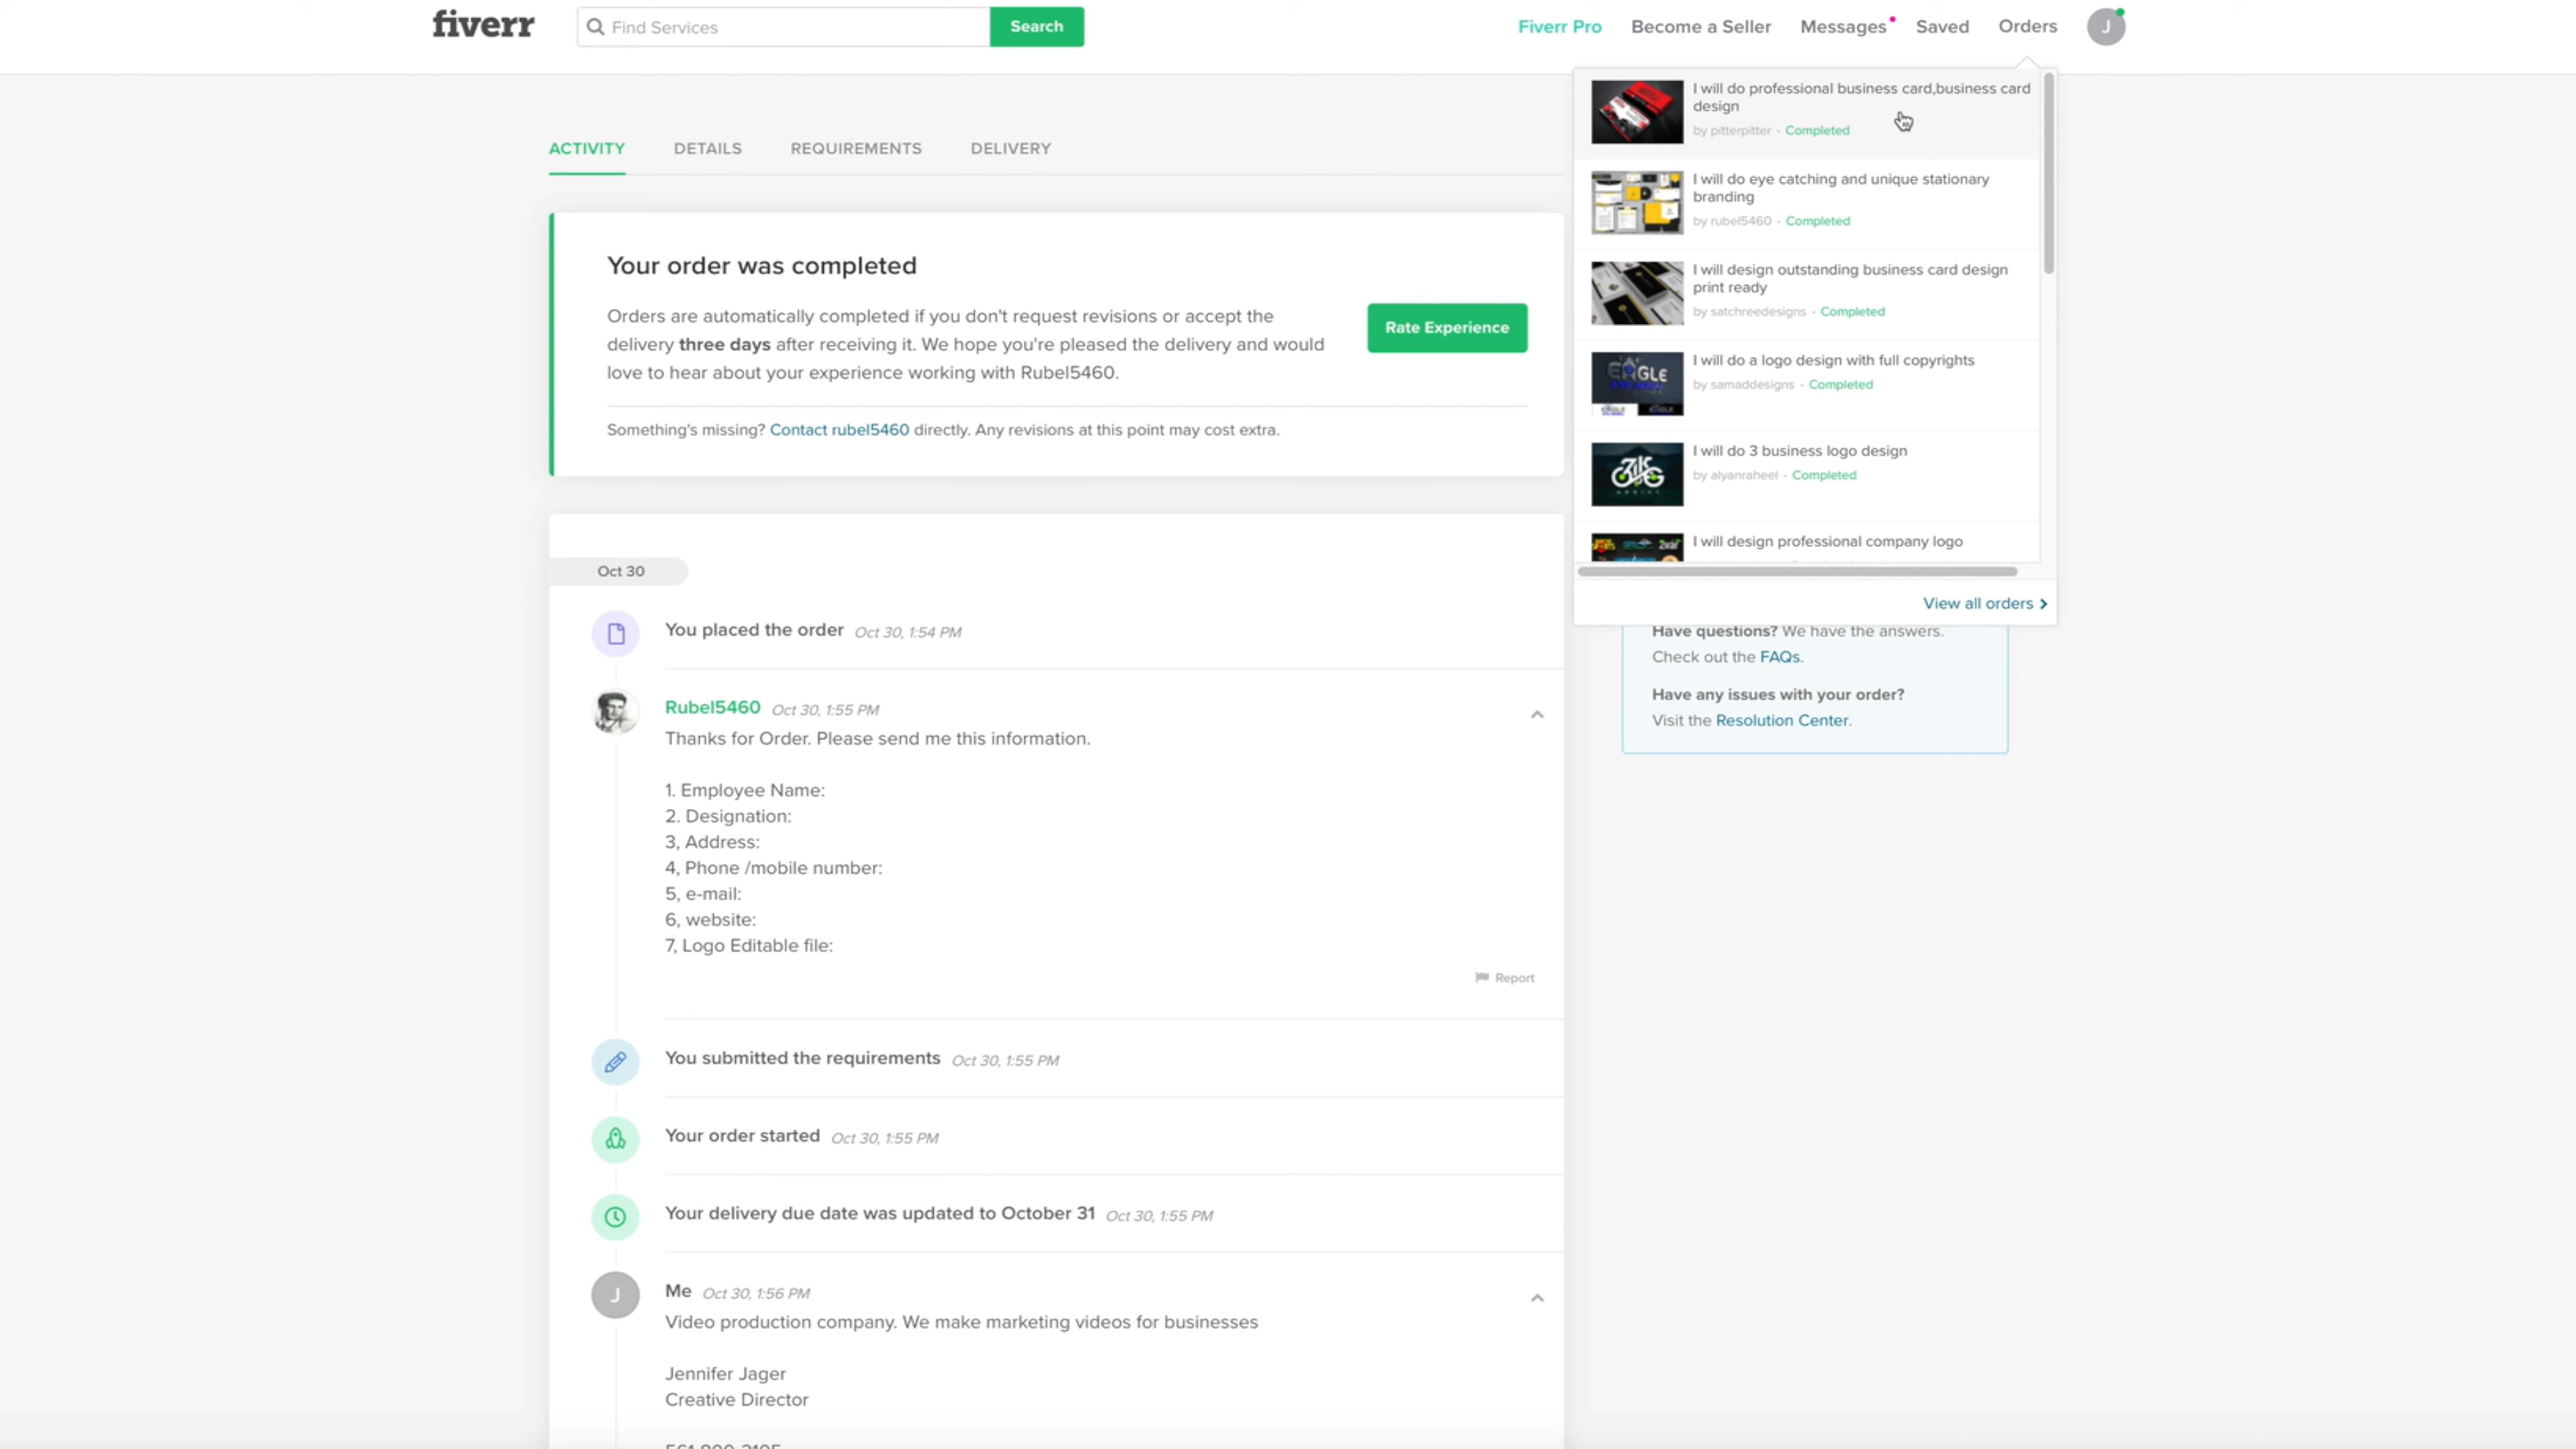 fiverr
Find Services
Search
Fiverr Pro
Become a Seller
Messages
Saved
Orders
J
I will do professional business card,business card
design
by pitterpitter · Completed
I will do eye catching and unique stationary
branding
by rubel5460 · Completed
I will design outstanding business card design
print ready
by satchreedesigns · Completed
I will do a logo design with full copyrights
by samaddesigns · Completed
I will do 3 business logo design
by alyanraheel · Completed
I will design professional company logo
View all orders
ACTIVITY
DETAILS
REQUIREMENTS
DELIVERY
Your order was completed
Orders are automatically completed if you don't request revisions or accept the
delivery three days after receiving it. We hope you're pleased the delivery and would
love to hear about your experience working with Rubel5460.
Rate Experience
Something's missing? Contact rubel5460 directly. Any revisions at this point may cost extra.
Have questions? We have the answers.
Check out the FAQs.
Have any issues with your order?
Visit the Resolution Center.
Oct 30
You placed the order Oct 30, 1:54 PM
Rubel5460 Oct 30, 1:55 PM
Thanks for Order. Please send me this information.
1. Employee Name:
2. Designation:
3, Address:
4, Phone /mobile number:
5, e-mail:
6, website:
7, Logo Editable file:
Report
You submitted the requirements Oct 30, 1:55 PM
Your order started Oct 30, 1:55 PM
Your delivery due date was updated to October 31 Oct 30, 1:55 PM
J
Me Oct 30, 1:56 PM
Video production company. We make marketing videos for businesses
Jennifer Jager
Creative Director